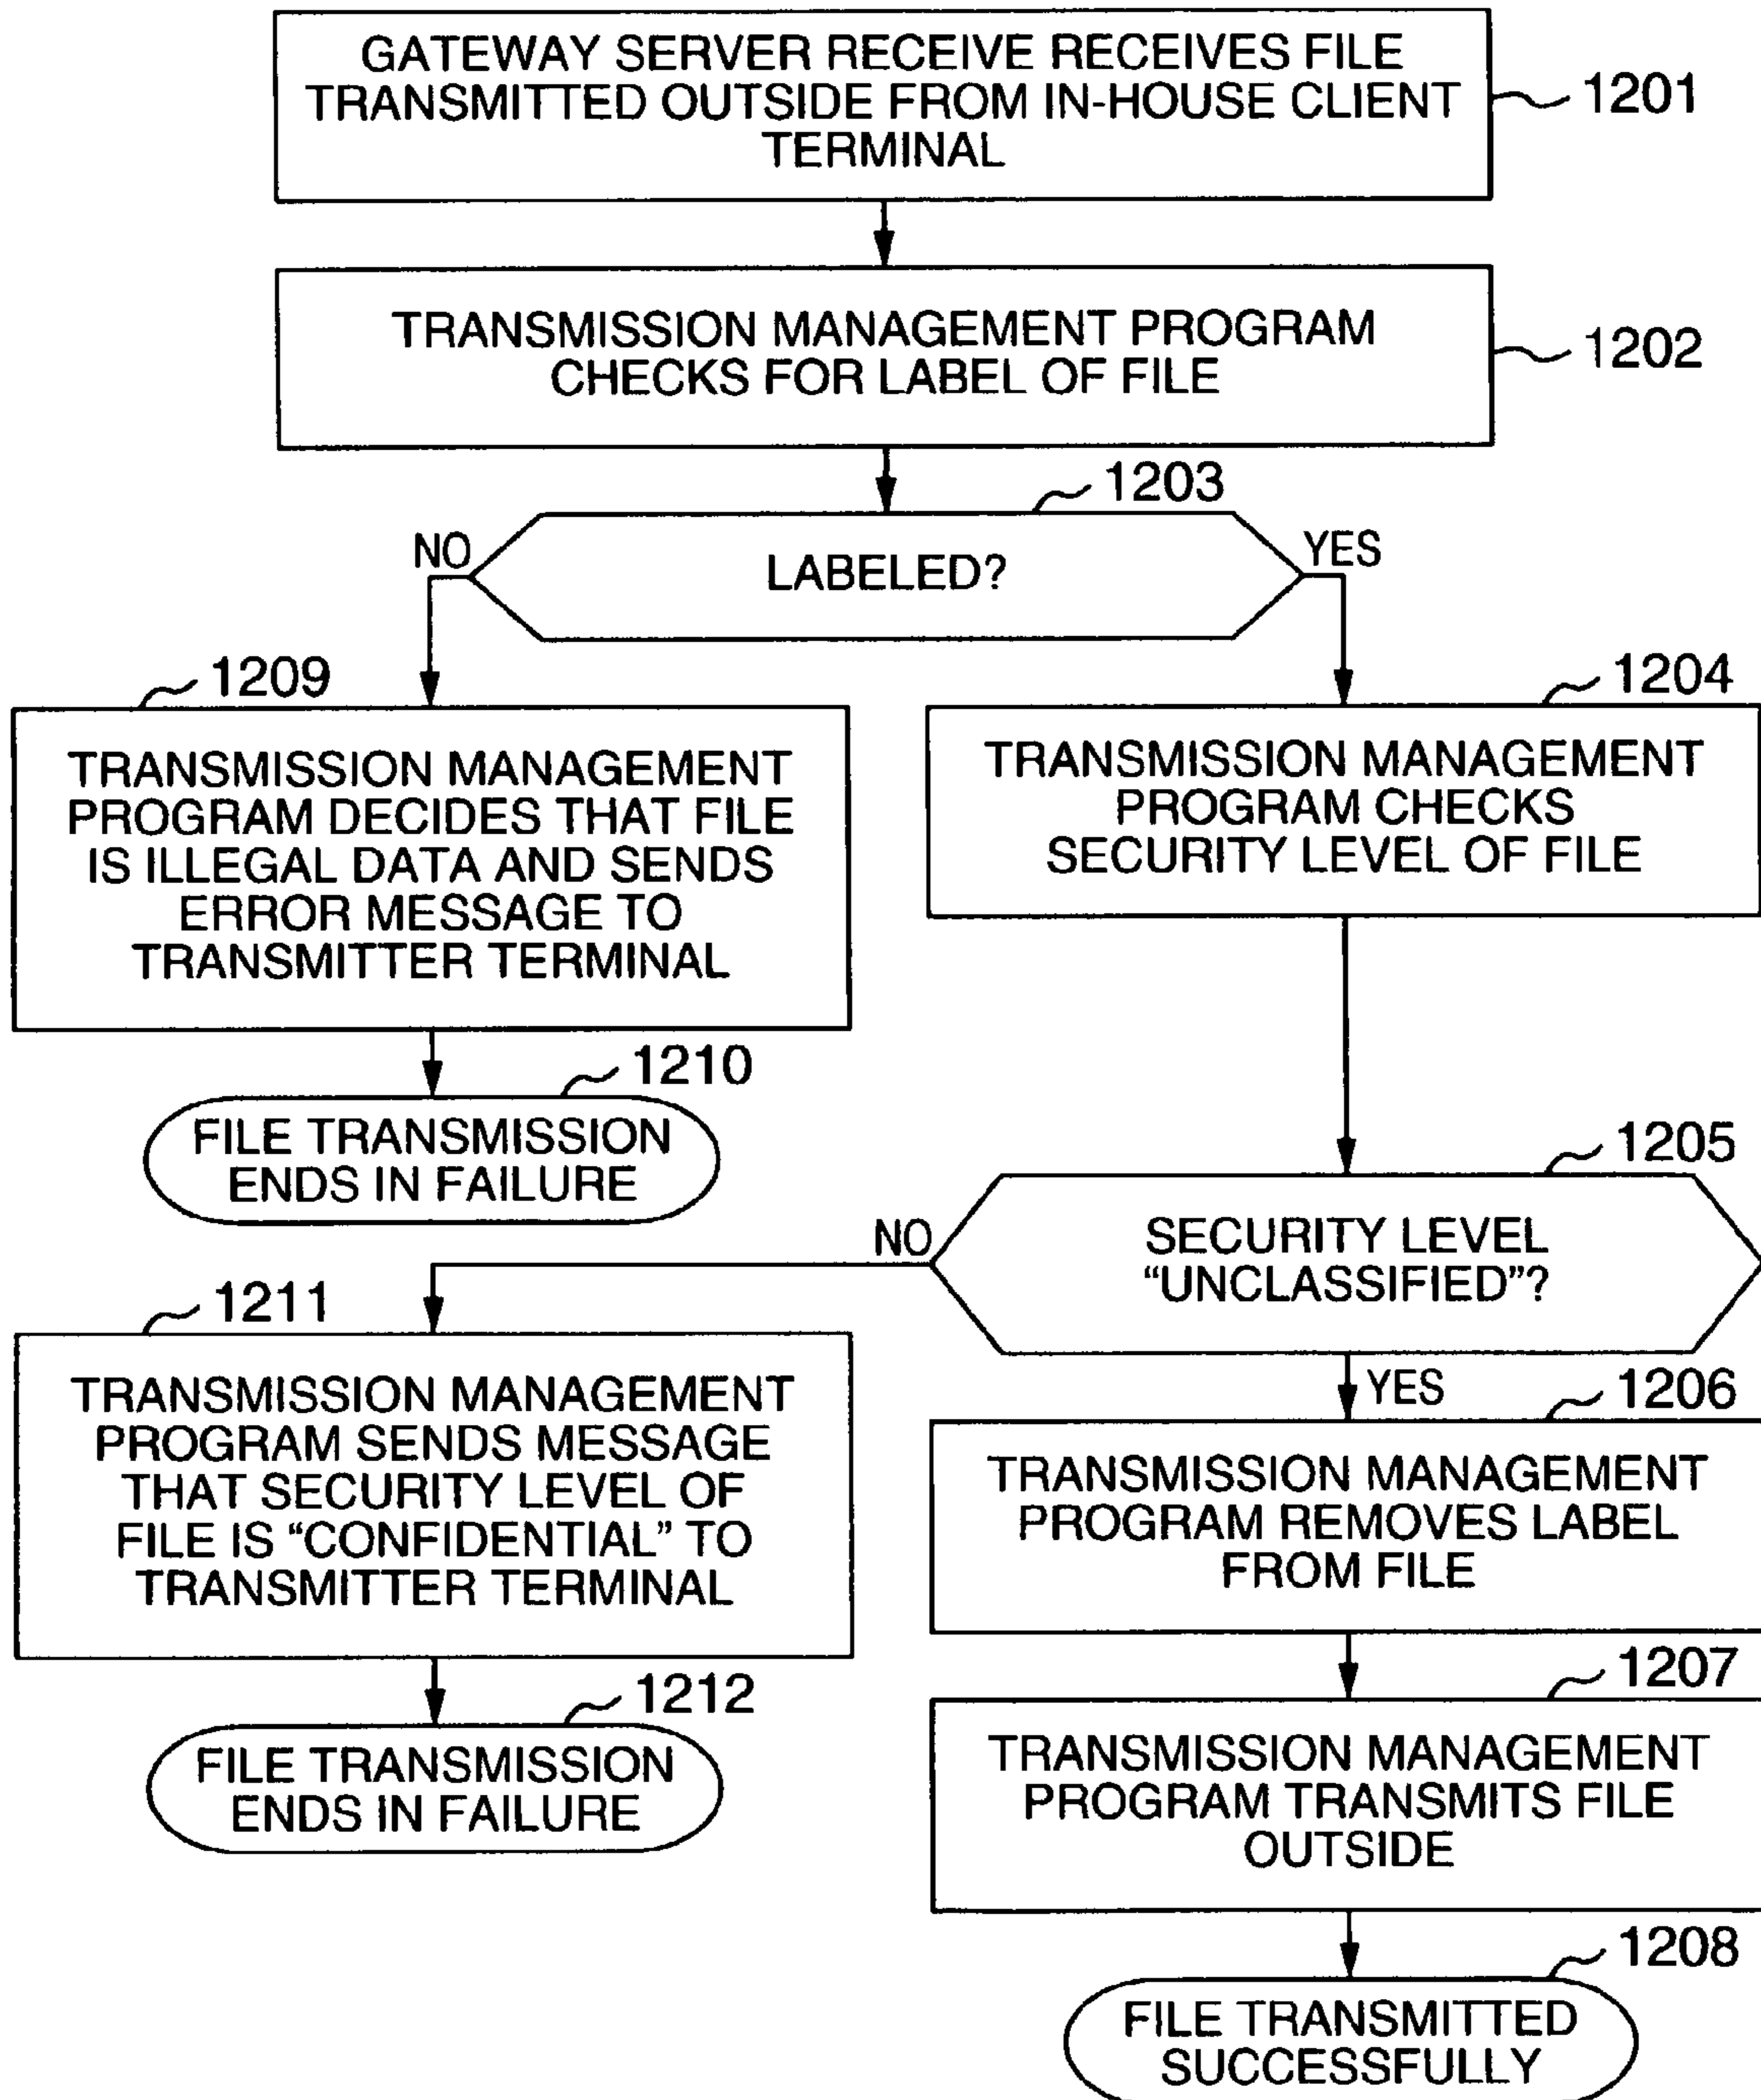 GATEWAY SERVER RECEIVE RECEIVES FILE
TRANSMITTED OUTSIDE FROM IN-HOUSE CLIENT
TERMINAL
1201
TRANSMISSION MANAGEMENT PROGRAM
CHECKS FOR LABEL OF FILE
1202
1203
NO
LABELED?
YES
1209
TRANSMISSION MANAGEMENT
PROGRAM DECIDES THAT FILE
IS ILLEGAL DATA AND SENDS
ERROR MESSAGE TO
TRANSMITTER TERMINAL
1204
TRANSMISSION MANAGEMENT
PROGRAM CHECKS
SECURITY LEVEL OF FILE
1210
FILE TRANSMISSION
ENDS IN FAILURE
1205
NO
SECURITY LEVEL
“UNCLASSIFIED”?
YES
1211
TRANSMISSION MANAGEMENT
PROGRAM SENDS MESSAGE
THAT SECURITY LEVEL OF
FILE IS “CONFIDENTIAL” TO
TRANSMITTER TERMINAL
1206
TRANSMISSION MANAGEMENT
PROGRAM REMOVES LABEL
FROM FILE
1212
FILE TRANSMISSION
ENDS IN FAILURE
1207
TRANSMISSION MANAGEMENT
PROGRAM TRANSMITS FILE
OUTSIDE
1208
FILE TRANSMITTED
SUCCESSFULLY